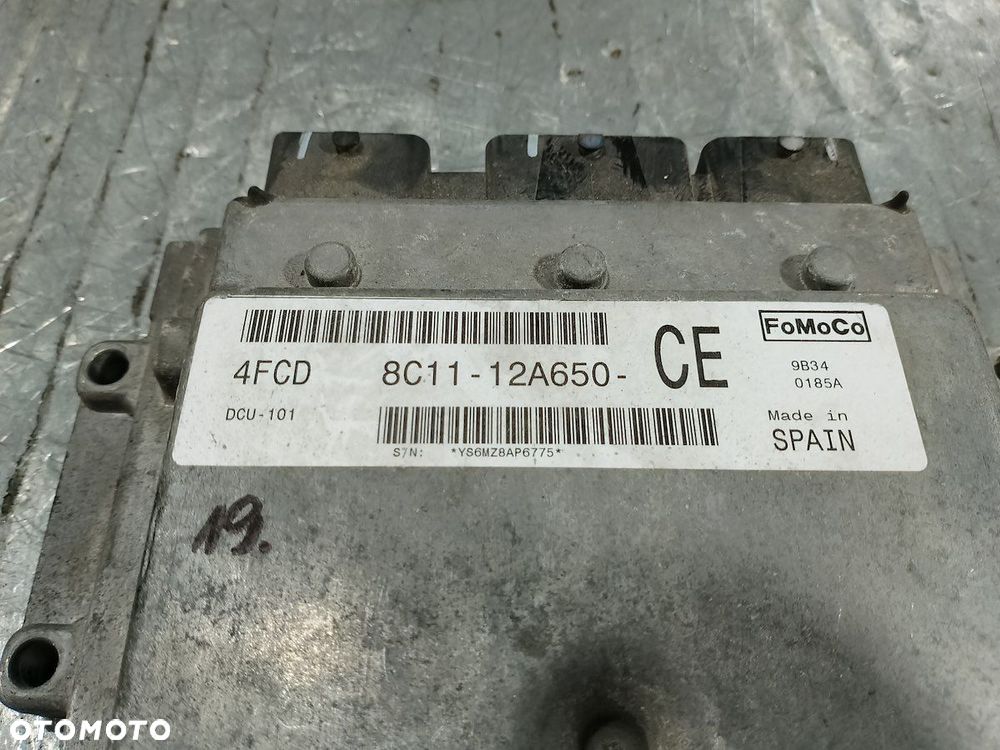 FoMoCo
4FCD 8C11-12A650- CE
9B34
0185A
DCU-101
Made in
SPAIN
S/N: *YS6MZ8AP6775*
19.
OTOMOTO